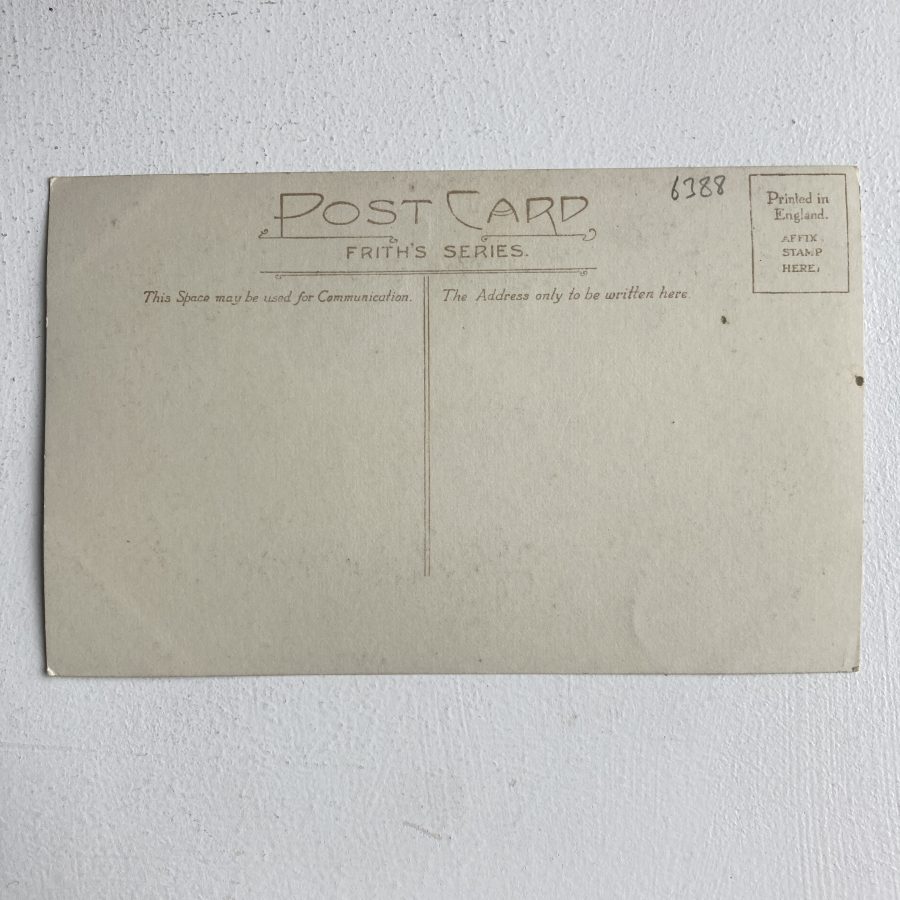 POST CARD
FRITH'S SERIES.
6388
Printed in
England.
AFFIX
STAMP
HERE.
This Space may be used for Communication.
The Address only to be written here.